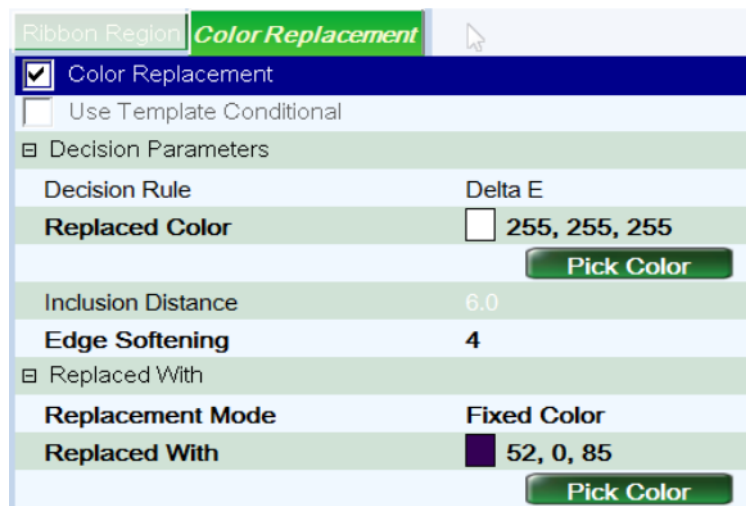 Ribbon Region Color Replacement
Color Replacement
Use Template Conditional
Decision Parameters
Decision Rule Delta E
Replaced Color 255, 255, 255
Pick Color
Inclusion Distance 6.0
Edge Softening 4
Replaced With
Replacement Mode Fixed Color
Replaced With 52, 0, 85
Pick Color